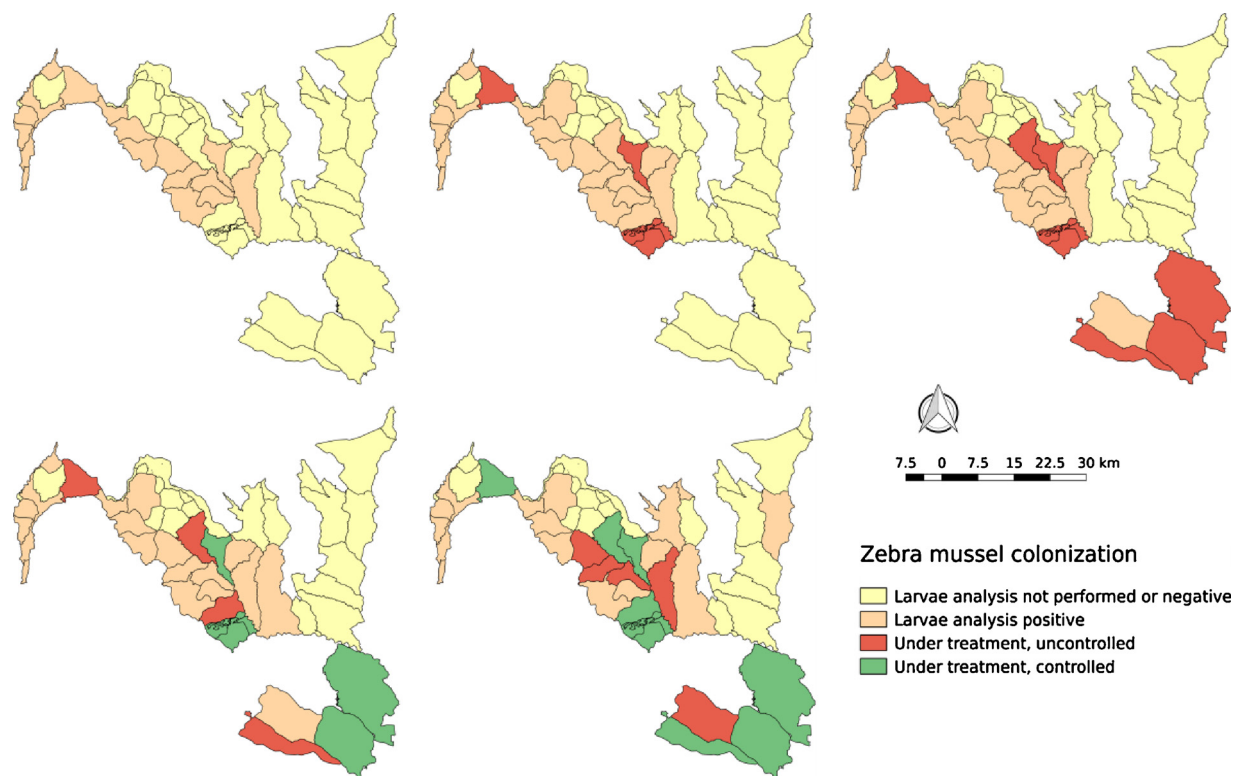 7.5 0 7.5 15 22.5 30 km
Zebra mussel colonization
Larvae analysis not performed or negative
Larvae analysis positive
Under treatment, uncontrolled
Under treatment, controlled